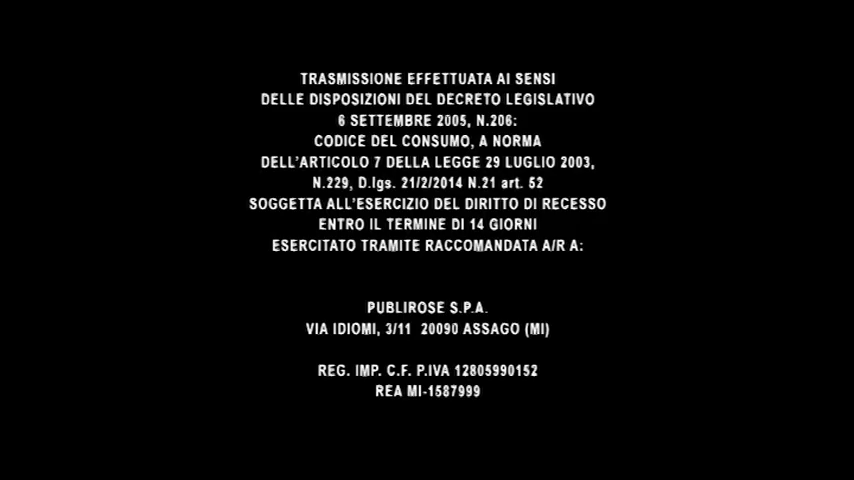 TRASMISSIONE EFFETTUATA AI SENSI
DELLE DISPOSIZIONI DEL DECRETO LEGISLATIVO
6 SETTEMBRE 2005, N.206:
CODICE DEL CONSUMO, A NORMA
DELL'ARTICOLO 7 DELLA LEGGE 29 LUGLIO 2003,
N.229, D.lgs. 21/2/2014 N.21 art. 52
SOGGETTA ALL'ESERCIZIO DEL DIRITTO DI RECESSO
ENTRO IL TERMINE DI 14 GIORNI
ESERCITATO TRAMITE RACCOMANDATA A/R A:
PUBLIROSE S.P.A.
VIA IDIOMI, 3/11 20090 ASSAGO (MI)
REG. IMP. C.F. P.IVA 12805990152
REA MI-1587999